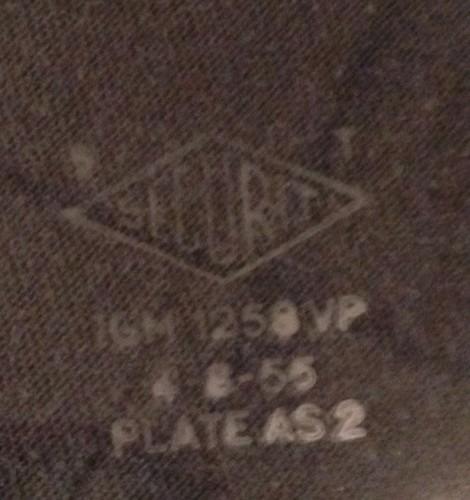 S T
SECURIT
IGM 1258 VP
4-8-55
PLATE AS2